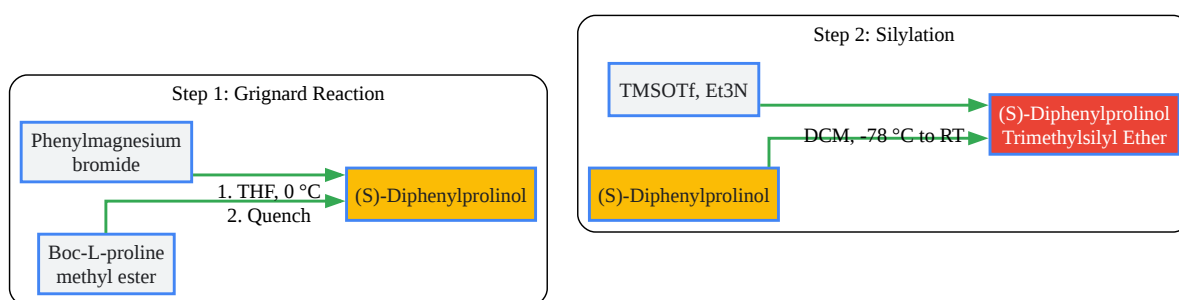 Step 1: Grignard Reaction
Phenylmagnesium
bromide
1. THF, 0 °C
2. Quench
(S)-Diphenylprolinol
Boc-L-proline
methyl ester
Step 2: Silylation
TMSOTf, Et3N
DCM, -78 °C to RT
(S)-Diphenylprolinol
Trimethylsilyl Ether
(S)-Diphenylprolinol